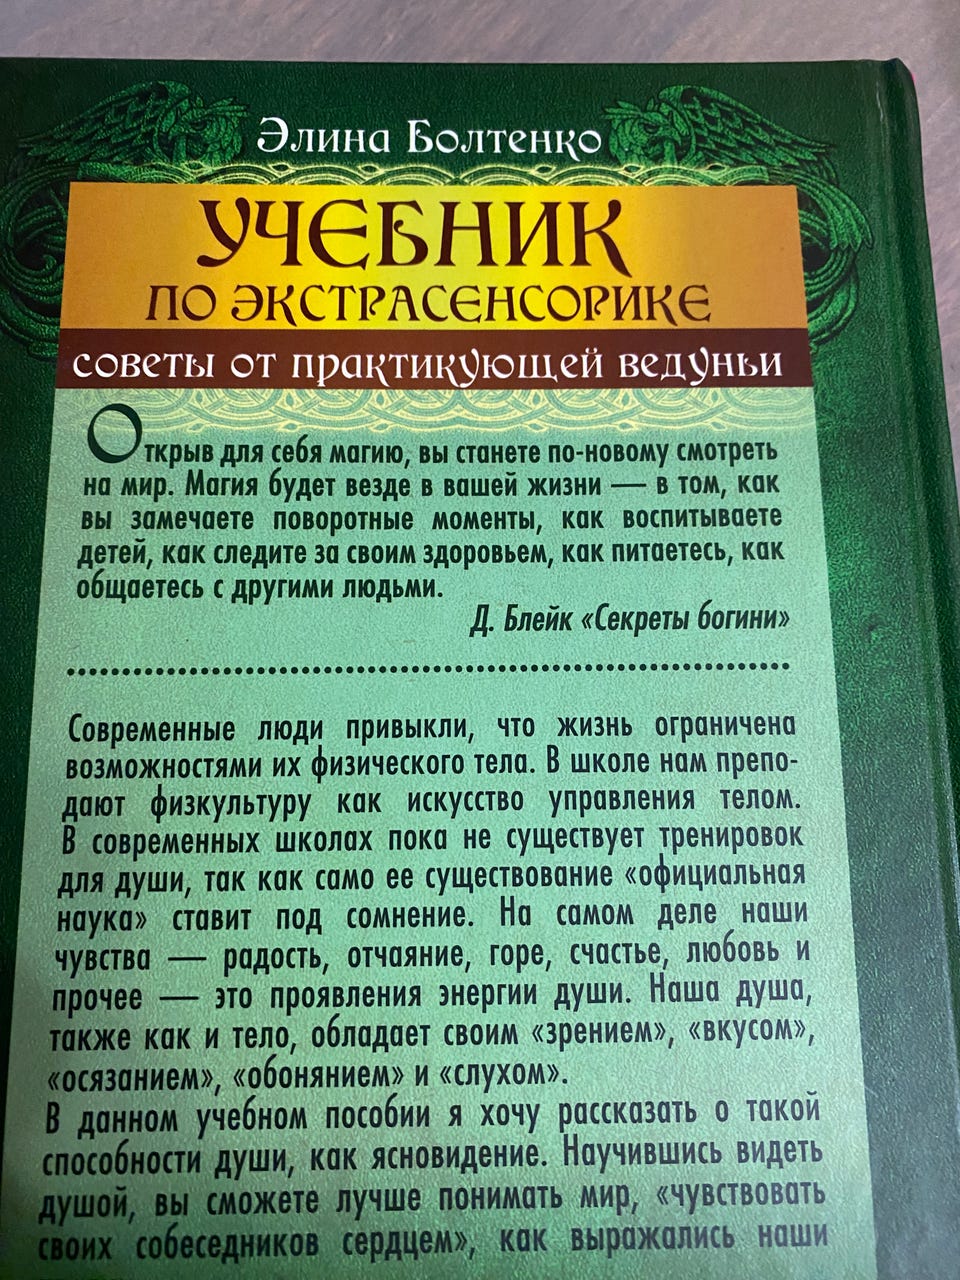 Элина Болтенко
УЧЕБНИК
ПО ЭКСТРАСЕНСОРИКЕ
СОВЕТЫ ОТ ПРАКТИКУЮЩЕЙ ВЕДУНЬИ
Открыв для себя магию, вы станете по-новому смотреть
на мир. Магия будет везде в вашей жизни — в том, как
вы замечаете поворотные моменты, как воспитываете
детей, как следите за своим здоровьем, как питаетесь, как
общаетесь с другими людьми.
Д. Блейк «Секреты богини»
Современные люди привыкли, что жизнь ограничена
возможностями их физического тела. В школе нам препо-
дают физкультуру как искусство управления телом.
В современных школах пока не существует тренировок
для души, так как само ее существование «официальная
наука» ставит под сомнение. На самом деле наши
чувства — радость, отчаяние, горе, счастье, любовь и
прочее — это проявления энергии души. Наша душа,
также как и тело, обладает своим «зрением», «вкусом»,
«осязанием», «обонянием» и «слухом».
В данном учебном пособии я хочу рассказать о такой
способности души, как ясновидение. Научившись видеть
душой, вы сможете лучше понимать мир, «чувствовать
своих собеседников сердцем», как выражались наши